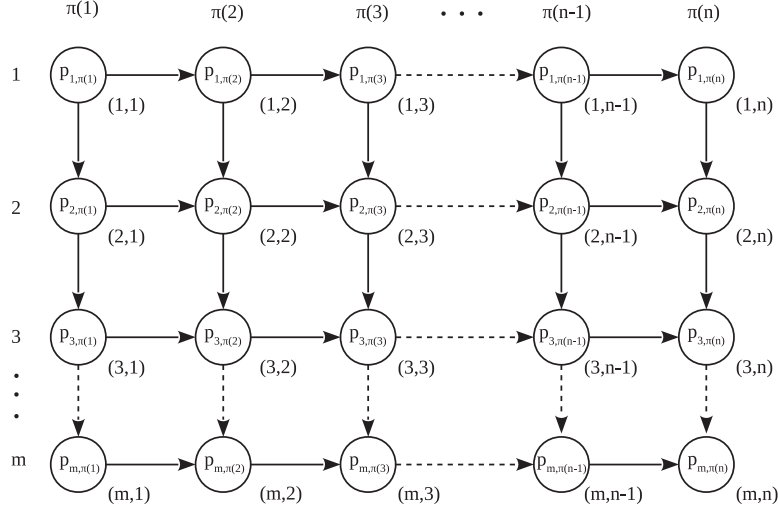 π(1) π(2) π(3) · · · π(n-1) π(n)
1 p1,π(1) p1,π(2) p1,π(3) p1,π(n-1) p1,π(n)
(1,1) (1,2) (1,3) (1,n-1) (1,n)
2 p2,π(1) p2,π(2) p2,π(3) p2,π(n-1) p2,π(n)
(2,1) (2,2) (2,3) (2,n-1) (2,n)
3 p3,π(1) p3,π(2) p3,π(3) p3,π(n-1) p3,π(n)
(3,1) (3,2) (3,3) (3,n-1) (3,n)
m pm,π(1) pm,π(2) pm,π(3) pm,π(n-1) pm,π(n)
(m,1) (m,2) (m,3) (m,n-1) (m,n)